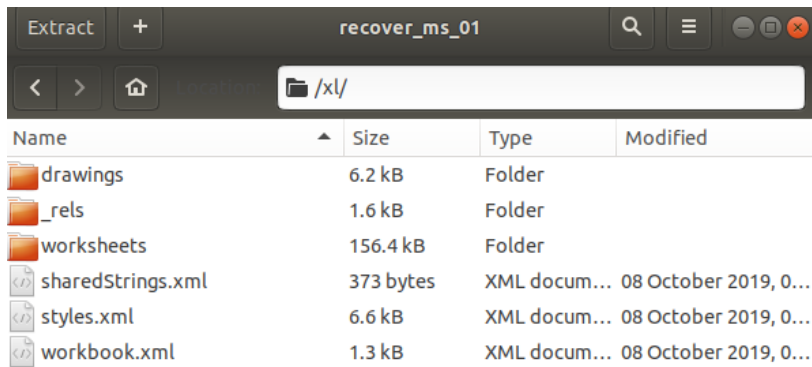 Extract + recover_ms_01
Location: /xl/
Name Size Type Modified
drawings 6.2 kB Folder
_rels 1.6 kB Folder
worksheets 156.4 kB Folder
sharedStrings.xml 373 bytes XML docum... 08 October 2019, 0...
styles.xml 6.6 kB XML docum... 08 October 2019, 0...
workbook.xml 1.3 kB XML docum... 08 October 2019, 0...